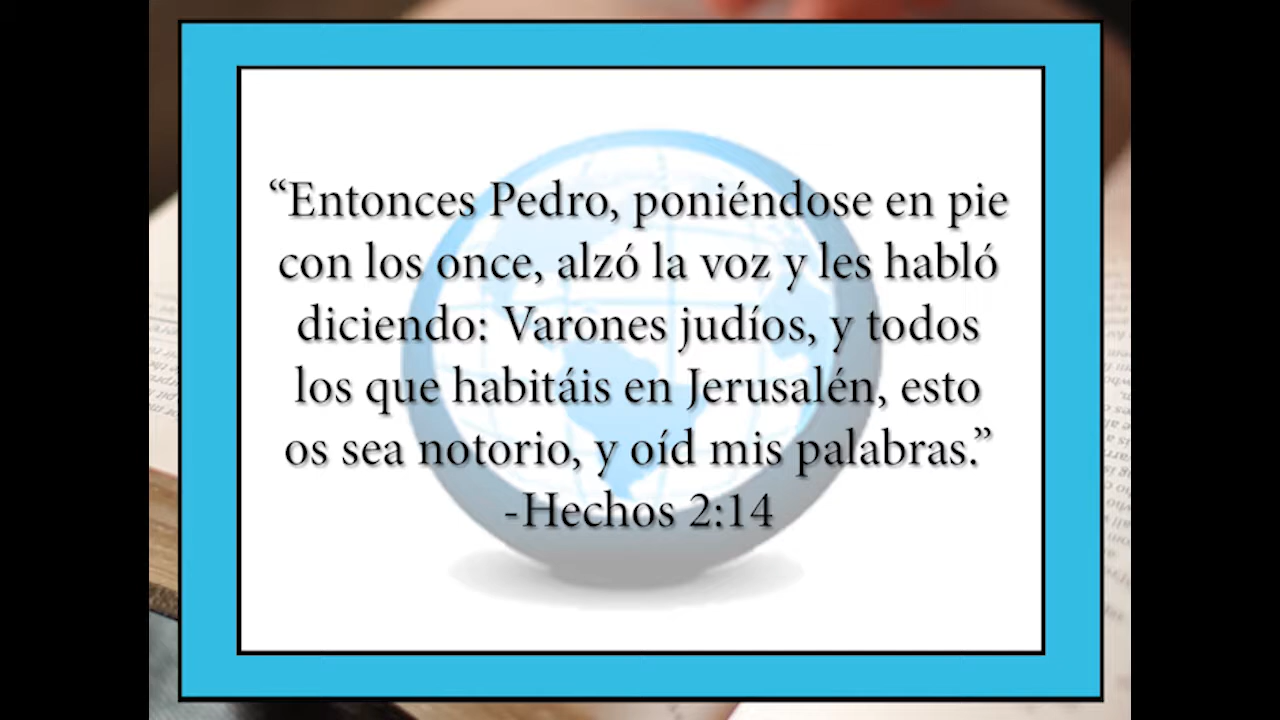 “Entonces Pedro, poniéndose en pie
con los once, alzó la voz y les habló
diciendo: Varones judíos, y todos
los que habitáis en Jerusalén, esto
os sea notorio, y oíd mis palabras.”
-Hechos 2:14